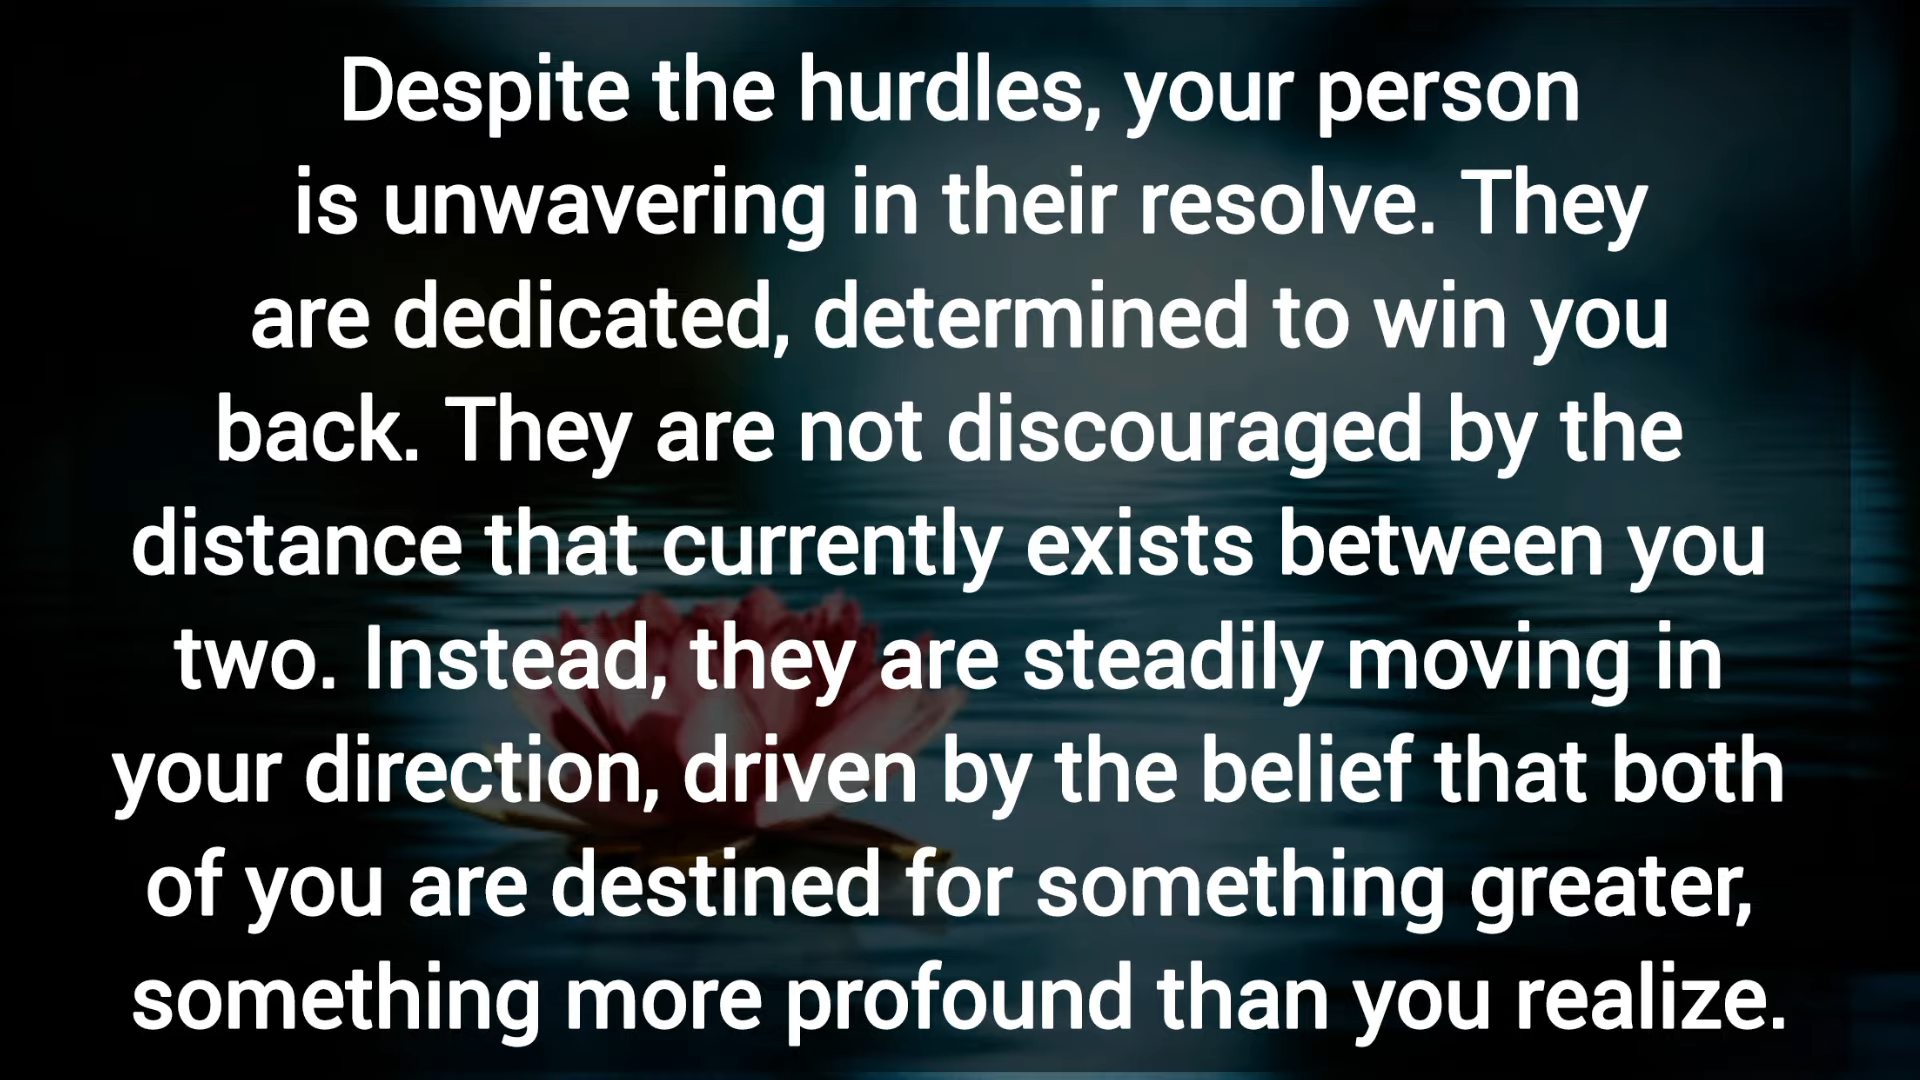 Despite the hurdles, your person
is unwavering in their resolve. They
are dedicated, determined to win you
back. They are not discouraged by the
distance that currently exists between you
two. Instead, they are steadily moving in
your direction, driven by the belief that both
of you are destined for something greater,
something more profound than you realize.